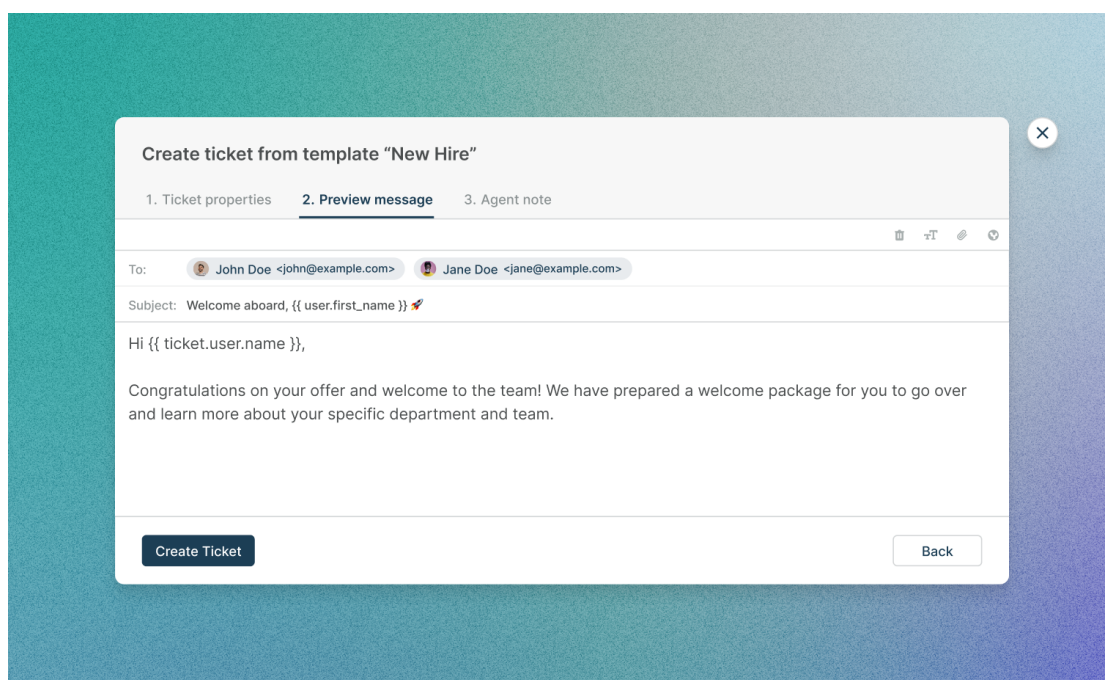 Create ticket from template “New Hire”
1. Ticket properties 2. Preview message 3. Agent note
To: John Doe <john@example.com> Jane Doe <jane@example.com>
Subject: Welcome aboard, {{ user.first_name }} 🚀
Hi {{ ticket.user.name }},
Congratulations on your offer and welcome to the team! We have prepared a welcome package for you to go over
and learn more about your specific department and team.
Create Ticket Back